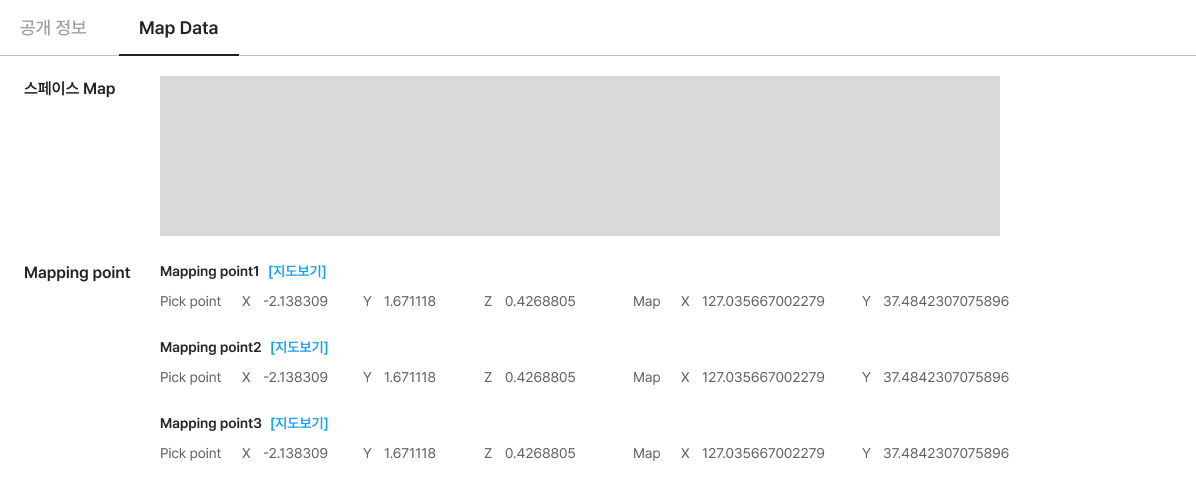 공개 정보 Map Data
스페이스 Map
Mapping point Mapping point1 [지도보기]
Pick point X -2.138309 Y 1.671118 Z 0.4268805 Map X 127.035667002279 Y 37.4842307075896
Mapping point2 [지도보기]
Pick point X -2.138309 Y 1.671118 Z 0.4268805 Map X 127.035667002279 Y 37.4842307075896
Mapping point3 [지도보기]
Pick point X -2.138309 Y 1.671118 Z 0.4268805 Map X 127.035667002279 Y 37.4842307075896